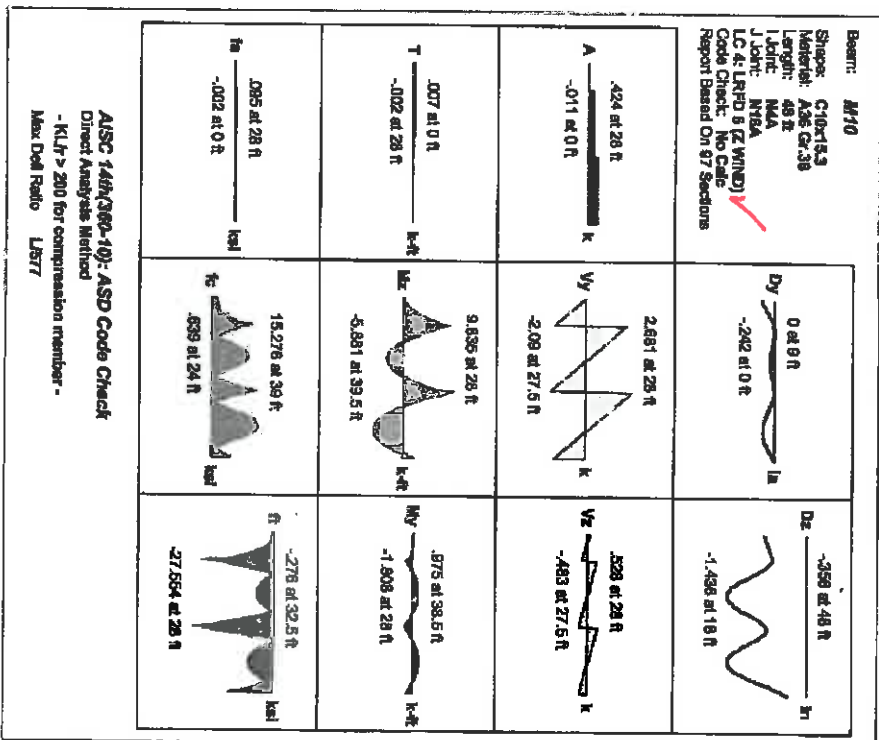 Beam: M10
Shape: C10x15.3
Material: A36 Gr.36
Length: 48 ft
I Joint: N4A
J Joint: N18A
LC 4: LRFD 5 (Z WIND)
Code Check: No Calc
Report Based On 97 Sections
Dy
0 at 9 ft
-.242 at 0 ft
in
Dz
-.358 at 48 ft
-1.436 at 18 ft
in
A
.424 at 28 ft
-.011 at 0 ft
k
Vy
2.681 at 28 ft
-2.09 at 27.5 ft
k
Vz
.528 at 28 ft
-.483 at 27.5 ft
k
T
.007 at 0 ft
-.002 at 28 ft
k-ft
Mz
9.635 at 28 ft
-5.881 at 39.5 ft
k-ft
My
.975 at 38.5 ft
-1.808 at 28 ft
k-ft
fa
.095 at 28 ft
-.002 at 0 ft
ksi
fc
15.276 at 39 ft
.639 at 24 ft
ksi
ft
-.276 at 32.5 ft
-27.554 at 28 ft
ksi
AISC 14th(360-10): ASD Code Check
Direct Analysis Method
- KL/r > 200 for compression member -
Max Defl Ratio L/577